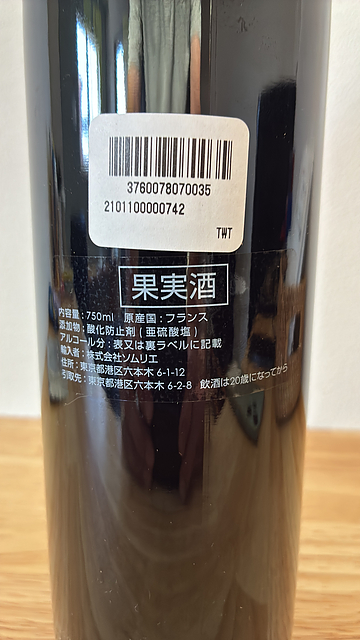 3760078070035
2101100000742
TWT
果実酒
内容量：750ml　原産国：フランス
添加物：酸化防止剤（亜硫酸塩）
アルコール分：表又は裏ラベルに記載
輸入者：株式会社ソムリエ
住所：東京都港区六本木 6-1-12
引取先：東京都港区六本木 6-2-8　飲酒は20歳になってから